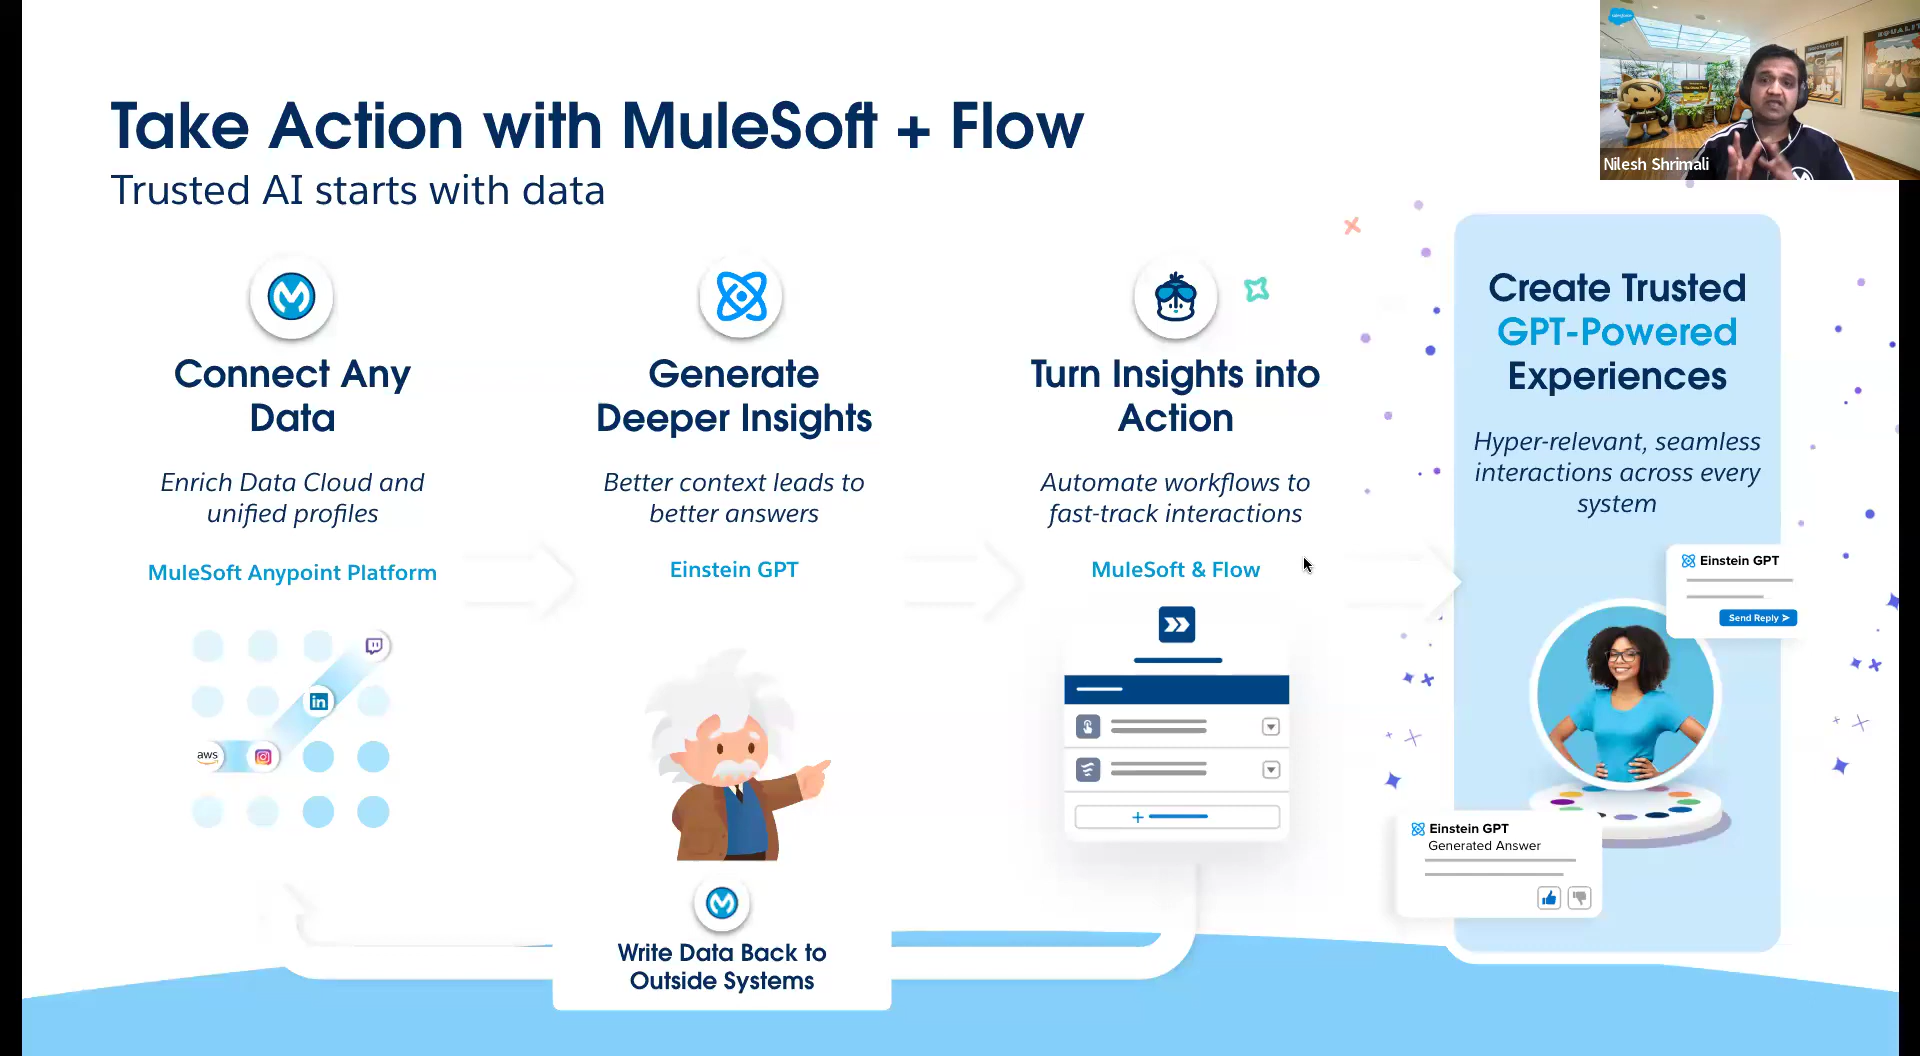 Take Action with MuleSoft + Flow
Trusted AI starts with data
Nilesh Shrimali
Connect Any
Data
Enrich Data Cloud and
unified profiles
MuleSoft Anypoint Platform
aws
in
Generate
Deeper Insights
Better context leads to
better answers
Einstein GPT
Turn Insights into
Action
Automate workflows to
fast-track interactions
MuleSoft & Flow
Create Trusted
GPT-Powered
Experiences
Hyper-relevant, seamless
interactions across every
system
Einstein GPT
Send Reply
Einstein GPT
Generated Answer
Write Data Back to
Outside Systems